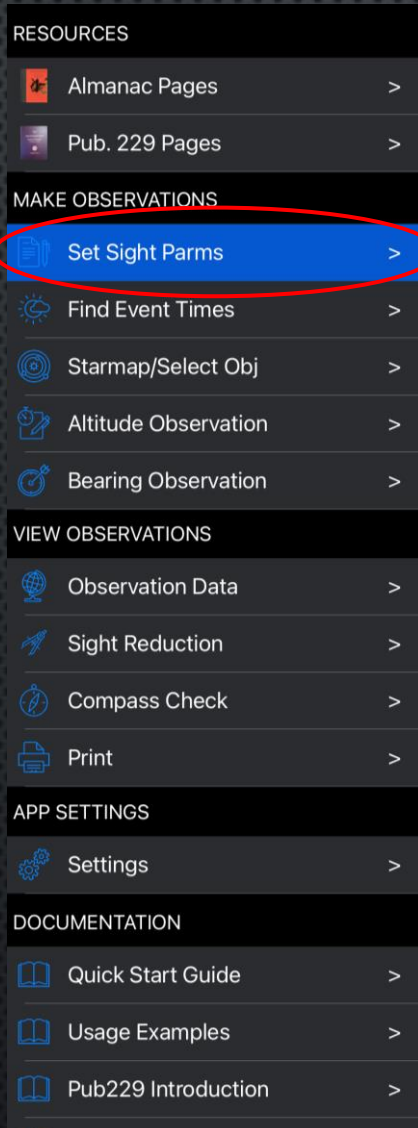 RESOURCES
Almanac Pages >
Pub. 229 Pages >
MAKE OBSERVATIONS
Set Sight Parms >
Find Event Times >
Starmap/Select Obj >
Altitude Observation >
Bearing Observation >
VIEW OBSERVATIONS
Observation Data >
Sight Reduction >
Compass Check >
Print >
APP SETTINGS
Settings >
DOCUMENTATION
Quick Start Guide >
Usage Examples >
Pub229 Introduction >